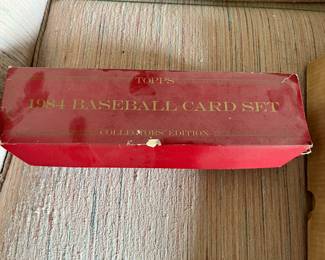 TOPPS
1984 BASEBALL CARD SET
COLLECTORS' EDITION